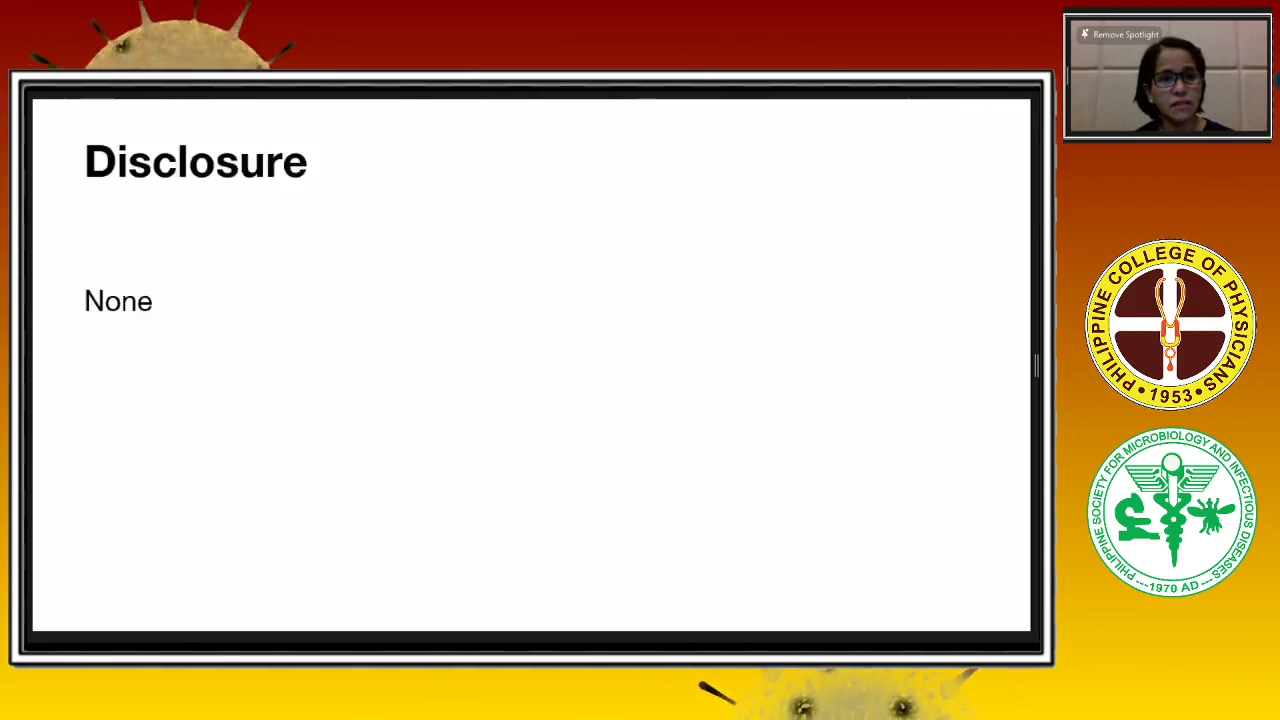 Disclosure
None
Remove Spotlight
PHILIPPINE COLLEGE OF PHYSICIANS
• 1953 •
PHILIPPINE SOCIETY FOR MICROBIOLOGY AND INFECTIOUS DISEASES
---1970 AD---